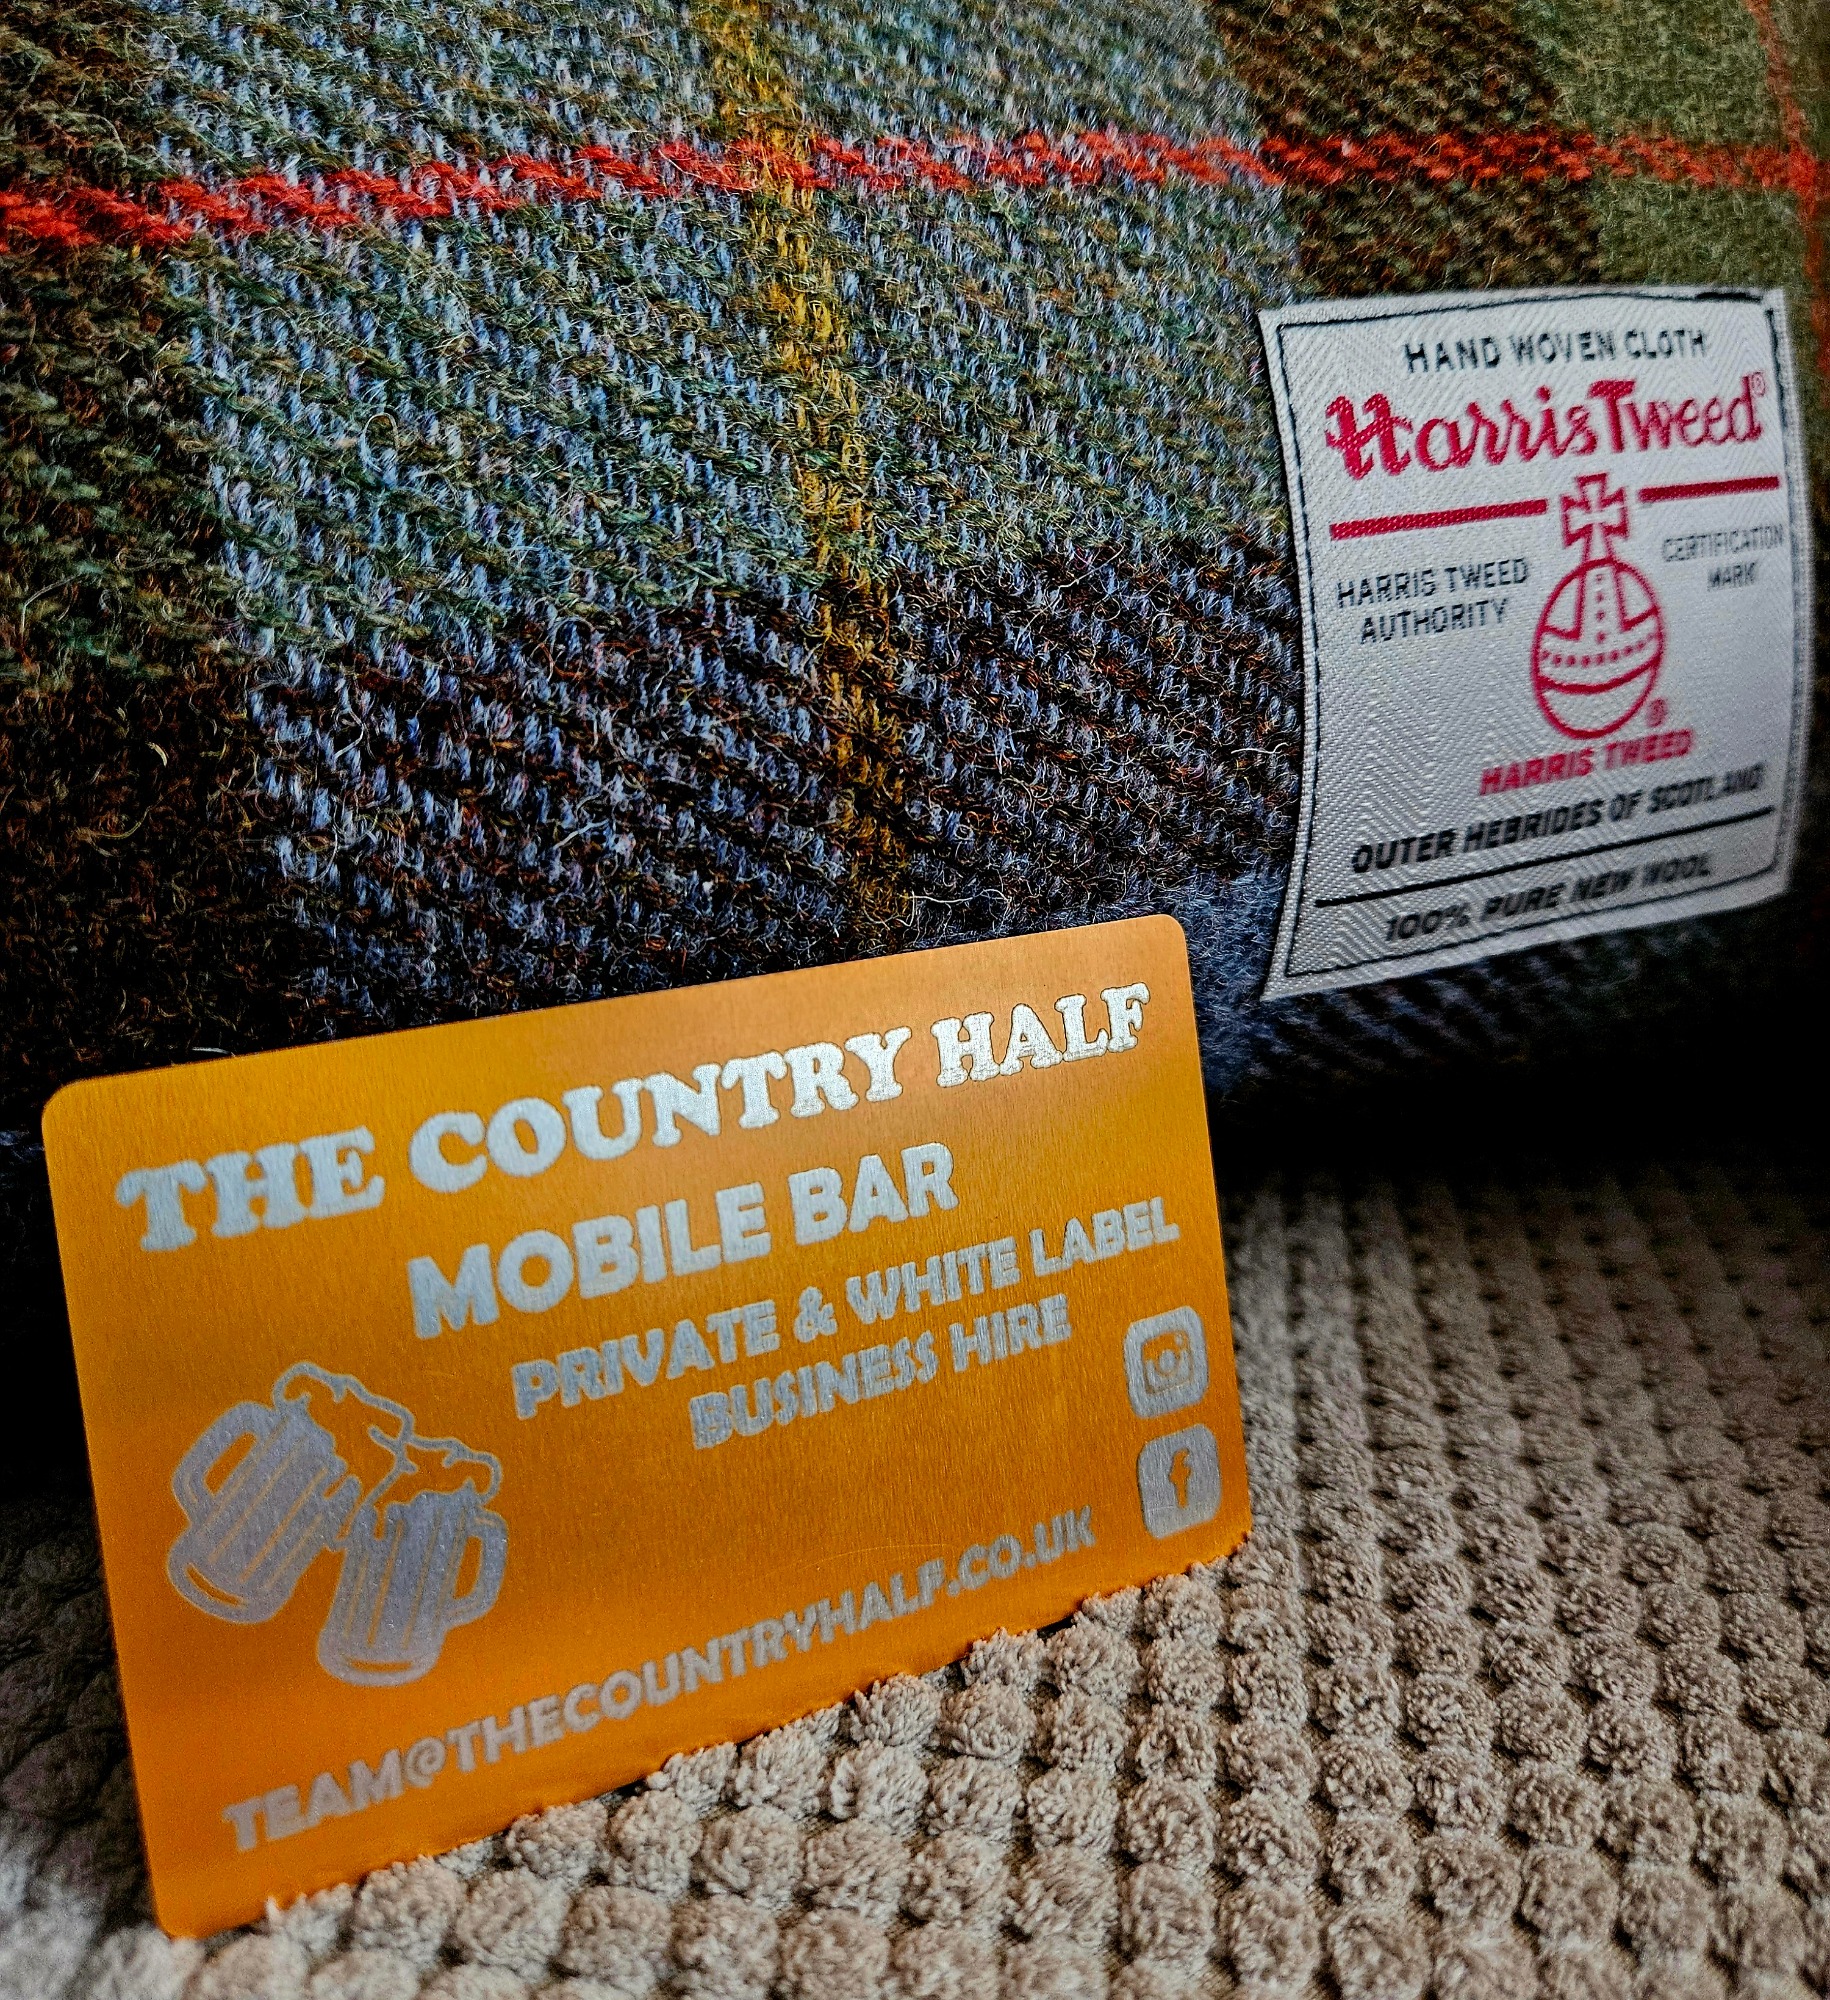 HAND WOVEN CLOTH
Harris Tweed®
HARRIS TWEED
AUTHORITY
CERTIFICATION
MARK
®
HARRIS TWEED
OUTER HEBRIDES OF SCOTLAND
100% PURE NEW WOOL
THE COUNTRY HALF
MOBILE BAR
PRIVATE & WHITE LABEL
BUSINESS HIRE
f
TEAM@THECOUNTRYHALF.CO.UK